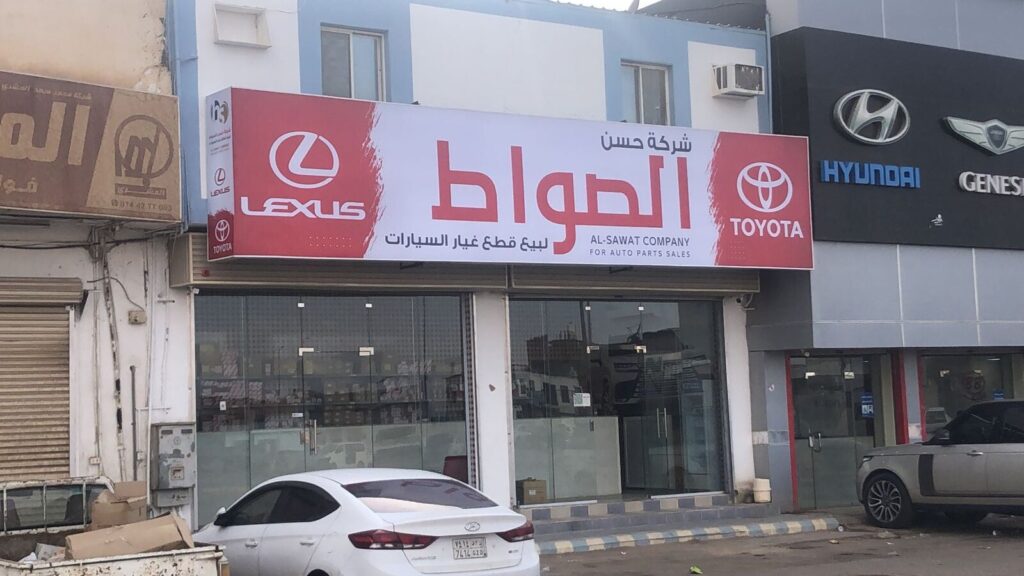 شركة حسن
الصواط
AL-SAWAT COMPANY
FOR AUTO PARTS SALES
لبيع قطع غيار السيارات
LEXUS
TOYOTA
LEXUS
TOYOTA
HYUNDAI
7414